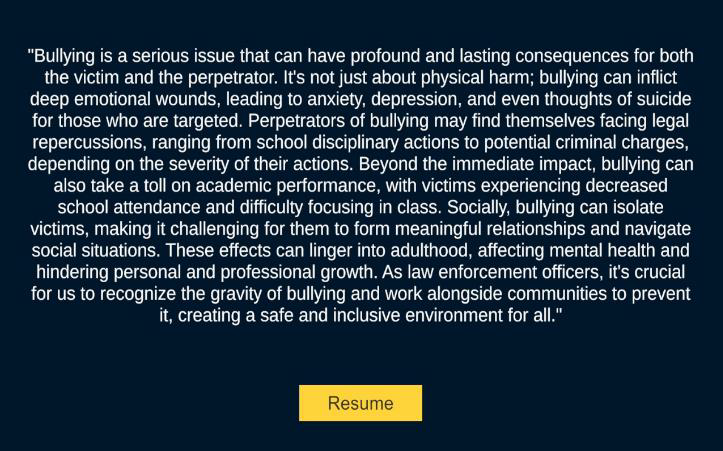 "Bullying is a serious issue that can have profound and lasting consequences for both
the victim and the perpetrator. It's not just about physical harm; bullying can inflict
deep emotional wounds, leading to anxiety, depression, and even thoughts of suicide
for those who are targeted. Perpetrators of bullying may find themselves facing legal
repercussions, ranging from school disciplinary actions to potential criminal charges,
depending on the severity of their actions. Beyond the immediate impact, bullying can
also take a toll on academic performance, with victims experiencing decreased
school attendance and difficulty focusing in class. Socially, bullying can isolate
victims, making it challenging for them to form meaningful relationships and navigate
social situations. These effects can linger into adulthood, affecting mental health and
hindering personal and professional growth. As law enforcement officers, it's crucial
for us to recognize the gravity of bullying and work alongside communities to prevent
it, creating a safe and inclusive environment for all."
Resume